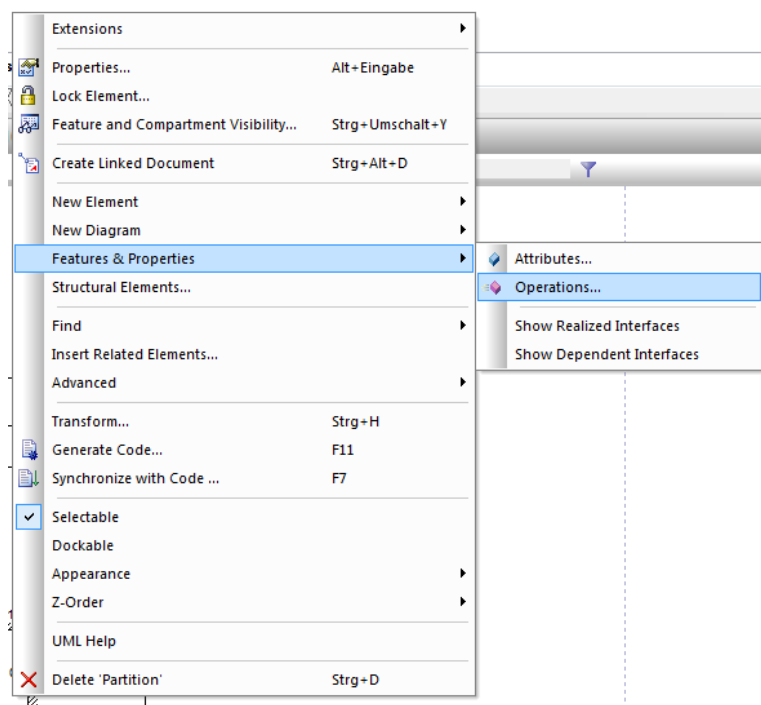 Extensions
Properties... Alt+Eingabe
Lock Element...
Feature and Compartment Visibility... Strg+Umschalt+Y
Create Linked Document Strg+Alt+D
New Element
New Diagram
Features & Properties
Attributes...
Operations...
Show Realized Interfaces
Show Dependent Interfaces
Structural Elements...
Find
Insert Related Elements...
Advanced
Transform... Strg+H
Generate Code... F11
Synchronize with Code ... F7
Selectable
Dockable
Appearance
Z-Order
UML Help
Delete 'Partition' Strg+D